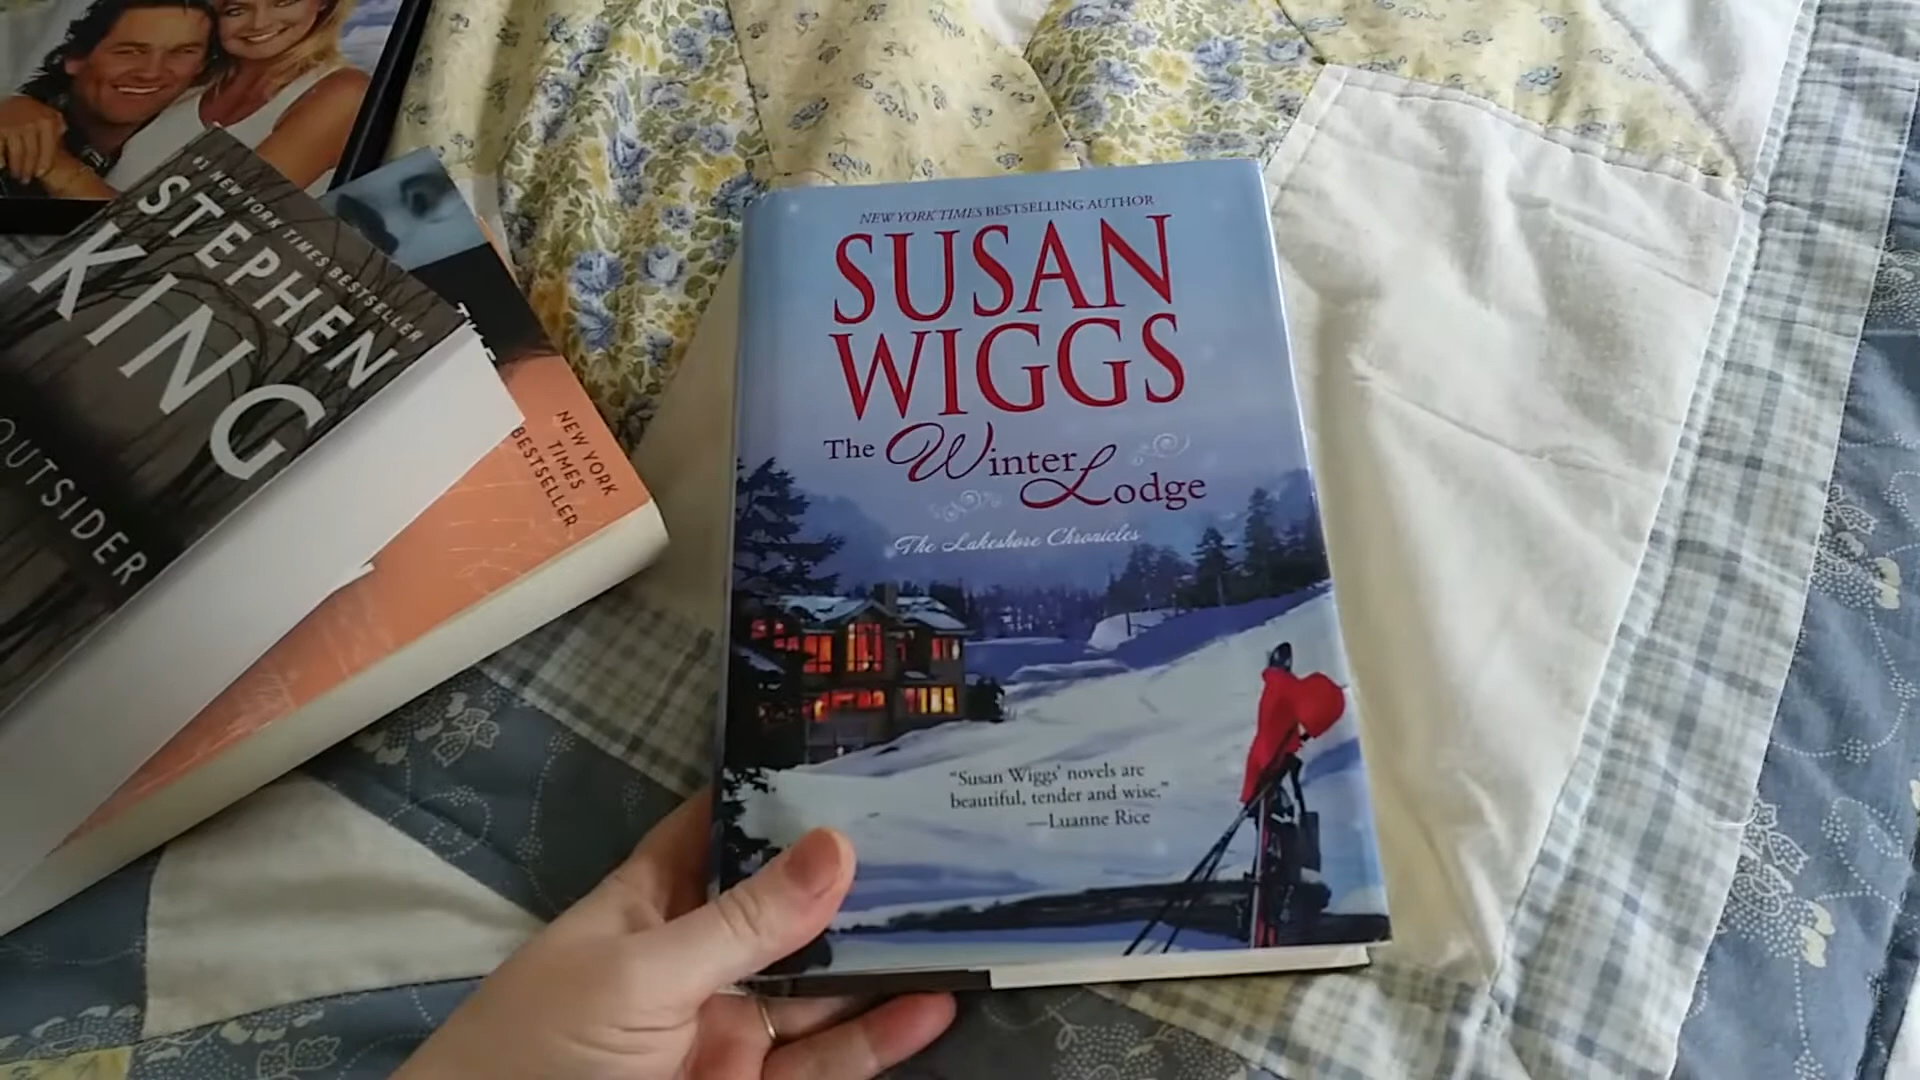 #1 NEW YORK TIMES BESTSELLER
STEPHEN
KING
OUTSIDER
NEW YORK
TIMES
BESTSELLER
NEW YORK TIMES BESTSELLING AUTHOR
SUSAN
WIGGS
The Winter
Lodge
The Lakeshore Chronicles
"Susan Wiggs' novels are
beautiful, tender and wise."
—Luanne Rice